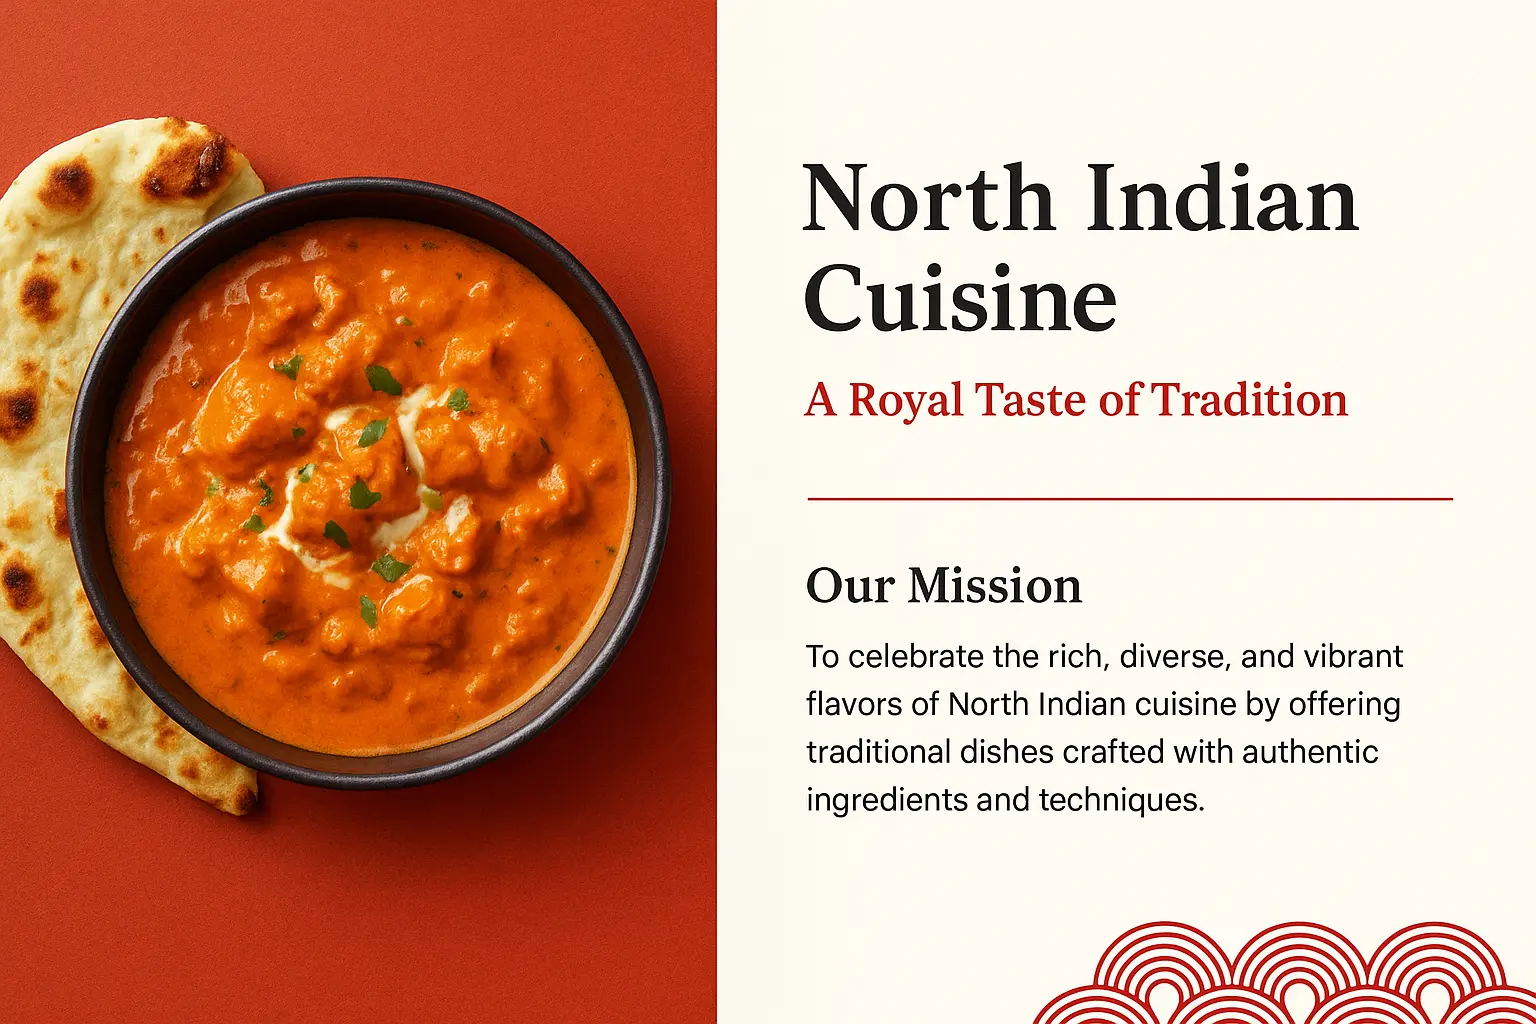 North Indian
Cuisine
A Royal Taste of Tradition
Our Mission
To celebrate the rich, diverse, and vibrant
flavors of North Indian cuisine by offering
traditional dishes crafted with authentic
ingredients and techniques.